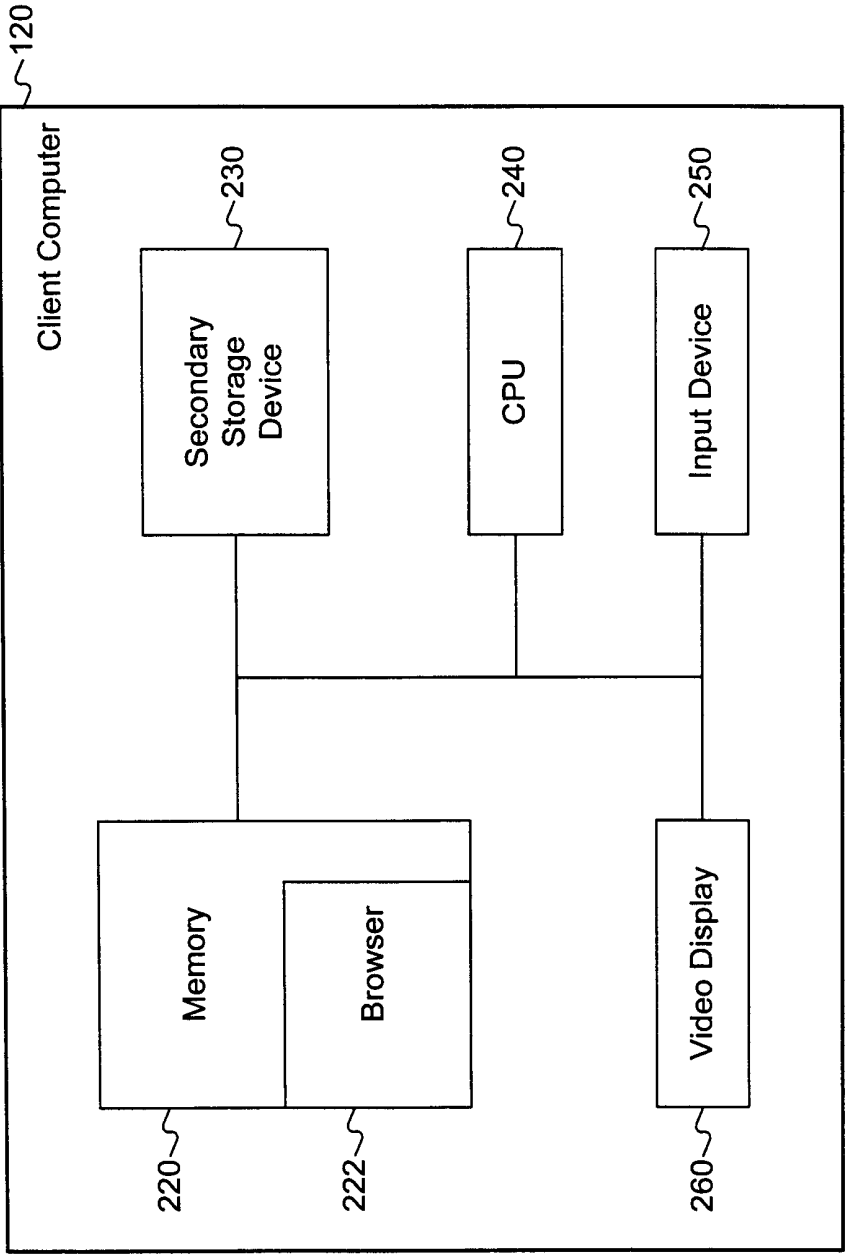 120
Client Computer
220
Memory
222
Browser
Secondary
Storage
Device
230
CPU
240
260
Video Display
Input Device
250